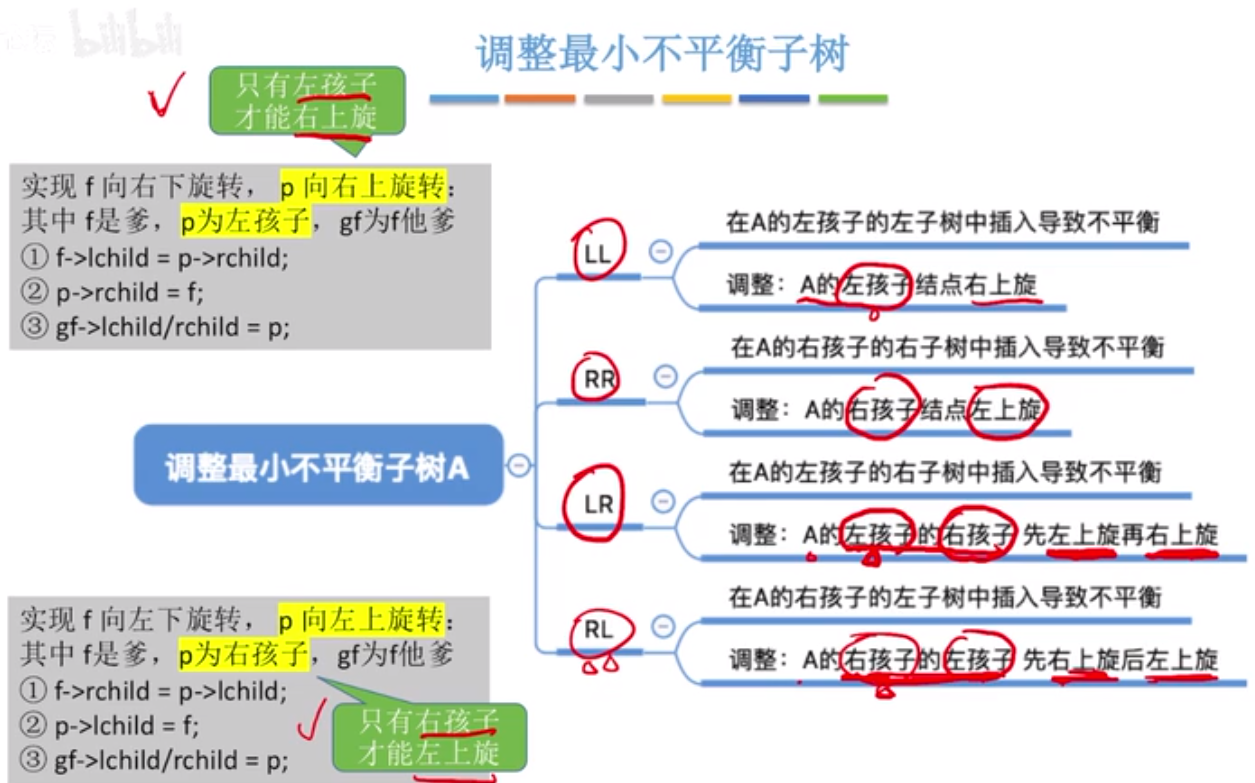 bilibili
调整最小不平衡子树
只有左孩子
才能右上旋
实现 f 向右下旋转， p 向右上旋转：
其中 f是爹，p为左孩子，gf为f他爹
① f->lchild = p->rchild;
② p->rchild = f;
③ gf->lchild/rchild = p;
调整最小不平衡子树A
LL
在A的左孩子的左子树中插入导致不平衡
调整：A的左孩子结点右上旋
RR
在A的右孩子的右子树中插入导致不平衡
调整：A的右孩子结点左上旋
LR
在A的左孩子的右子树中插入导致不平衡
调整：A的左孩子的右孩子 先左上旋再右上旋
RL
在A的右孩子的左子树中插入导致不平衡
调整：A的右孩子的左孩子 先右上旋后左上旋
实现 f 向左下旋转， p 向左上旋转：
其中 f是爹，p为右孩子，gf为f他爹
① f->rchild = p->lchild;
② p->lchild = f;
③ gf->lchild/rchild = p;
只有右孩子
才能左上旋